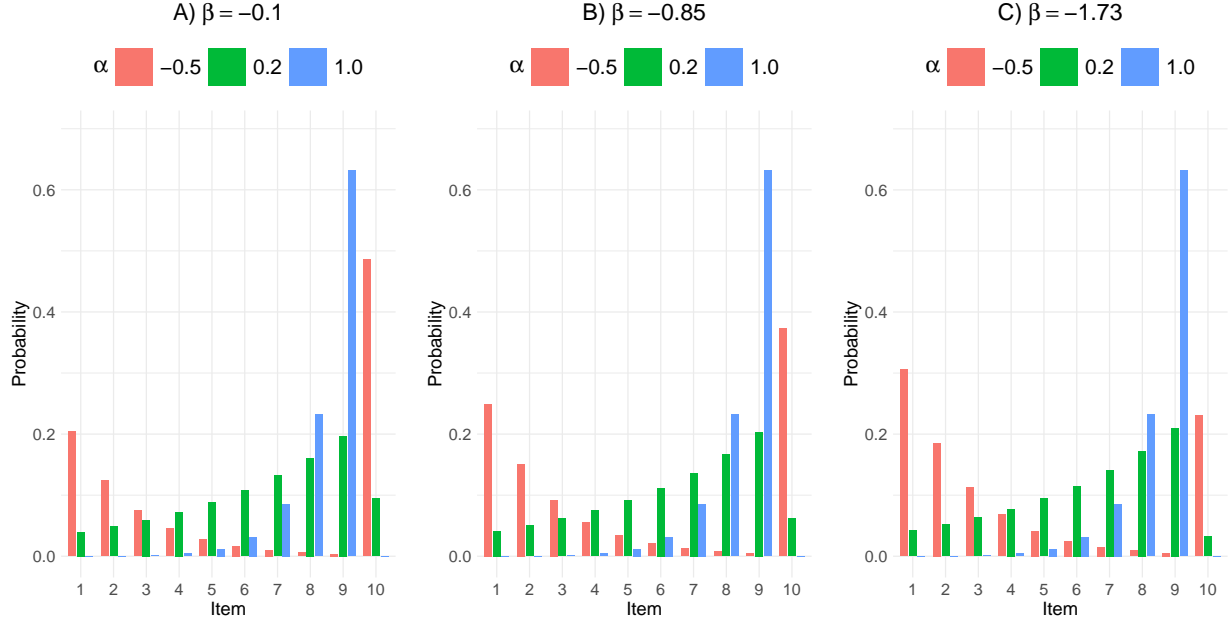 A) β = −0.1
α −0.5 0.2 1.0
Probability
0.6
0.4
0.2
0.0
1 2 3 4 5 6 7 8 9 10
Item
B) β = −0.85
α −0.5 0.2 1.0
Probability
0.6
0.4
0.2
0.0
1 2 3 4 5 6 7 8 9 10
Item
C) β = −1.73
α −0.5 0.2 1.0
Probability
0.6
0.4
0.2
0.0
1 2 3 4 5 6 7 8 9 10
Item